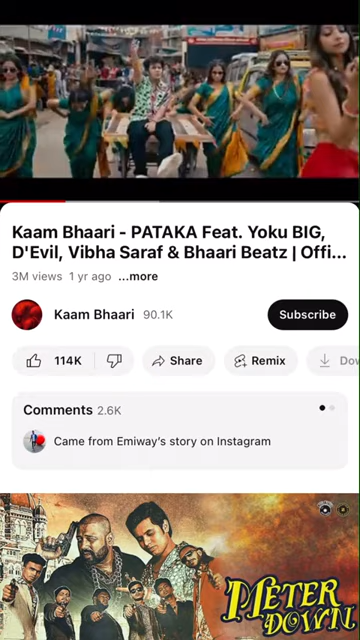 Kaam Bhaari - PATAKA Feat. Yoku BIG,
D'Evil, Vibha Saraf & Bhaari Beatz | Offi...
3M views 1 yr ago ...more
Kaam Bhaari 90.1K Subscribe
114K Share Remix Dow
Comments 2.6K
Came from Emiway's story on Instagram
METER
DOWN